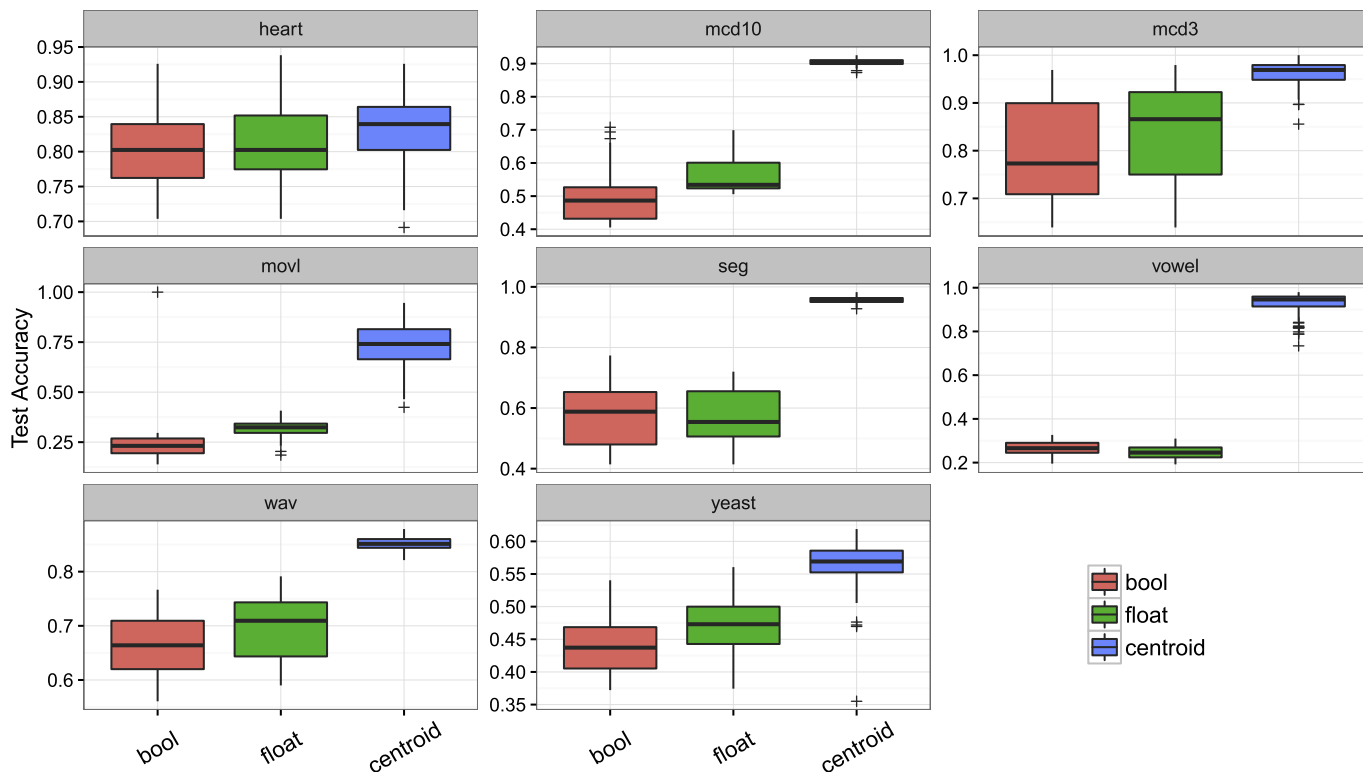 heart
0.95
0.90
0.85
0.80
0.75
0.70
mcd10
0.9
0.8
0.7
0.6
0.5
0.4
mcd3
1.0
0.9
0.8
0.7
Test Accuracy
movl
1.00
0.75
0.50
0.25
seg
1.0
0.8
0.6
0.4
vowel
1.0
0.8
0.6
0.4
0.2
wav
0.8
0.7
0.6
bool
float
centroid
yeast
0.60
0.55
0.50
0.45
0.40
0.35
bool
float
centroid
bool
float
centroid